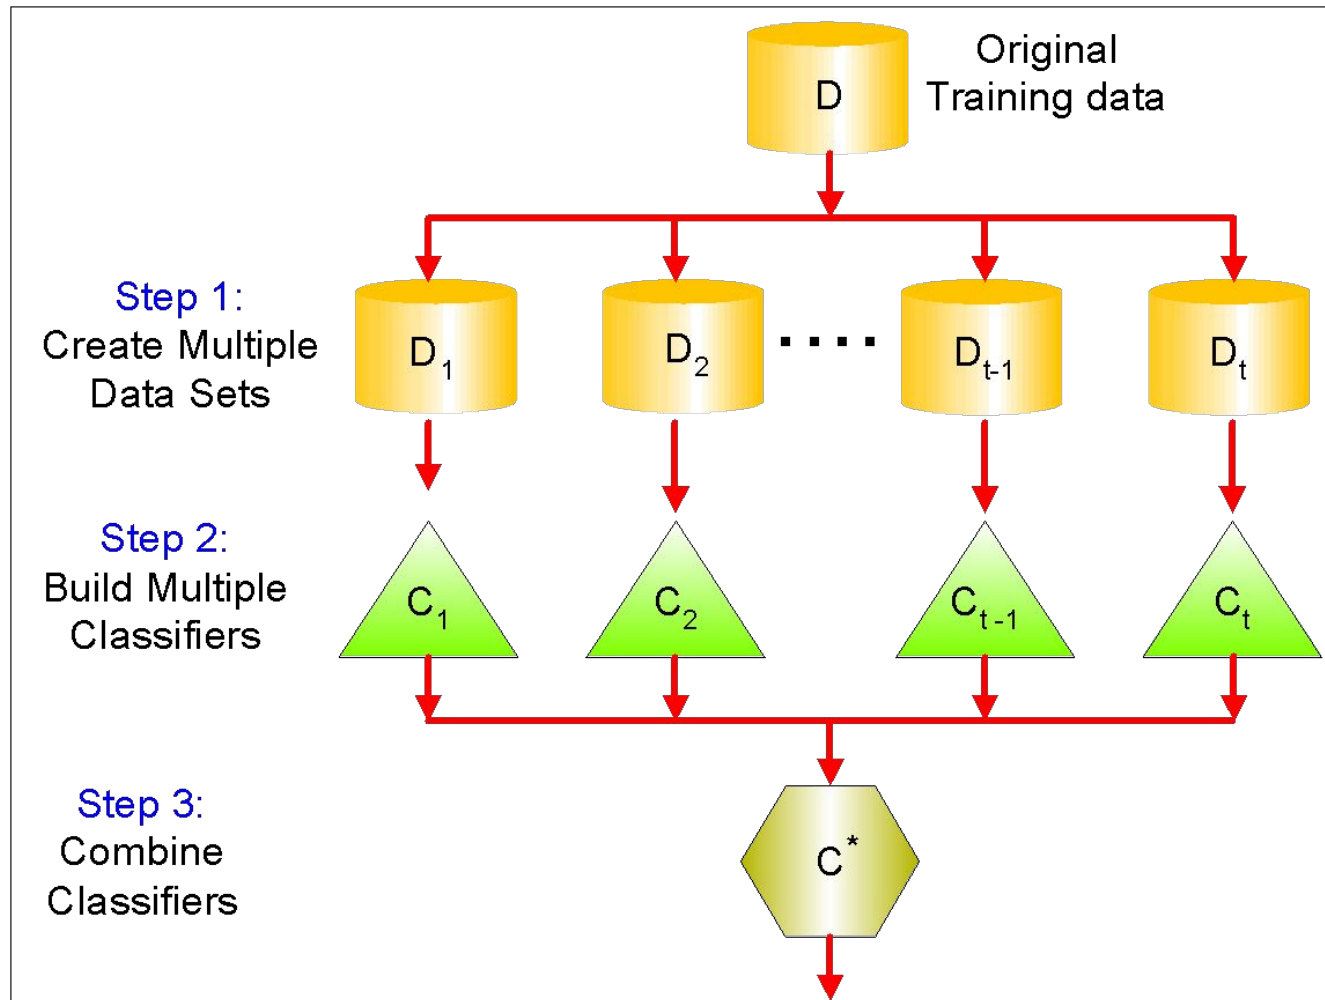 D
Original
Training data
Step 1:
Create Multiple
Data Sets
D1
D2
....
Dt-1
Dt
Step 2:
Build Multiple
Classifiers
C1
C2
Ct-1
Ct
Step 3:
Combine
Classifiers
C*